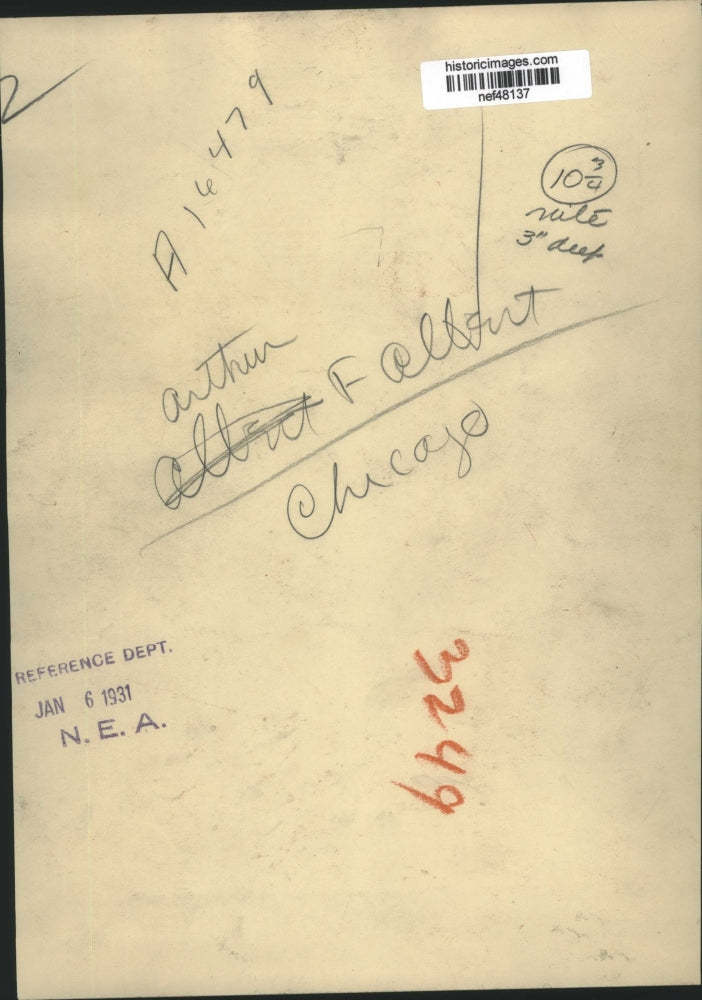 historicimages.com
nef48137
A 16479
10 3/4
3" deep
arthur
albert F albert
Chicago
REFERENCE DEPT.
JAN 6 1931
N. E. A.
3249